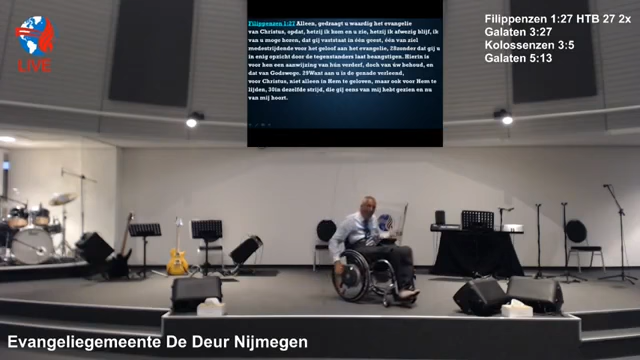 LIVE
Filippenzen 1:27 Alleen, gedraagt u waardig het evangelie
van Christus, opdat, hetzij ik kom en u zie, hetzij ik afwezig blijf, ik
van u moge horen, dat gij vaststaat in één geest, één van ziel
medestrijdende voor het geloof aan het evangelie, 28zonder dat gij u
in enig opzicht door de tegenstanders laat beangstigen. Hierin is
voor hen een aanwijzing van hún verderf, doch van úw behoud, en
dat van Godswege. 29Want aan u is de genade verleend,
voor Christus, niet alleen in Hem te geloven, maar ook voor Hem te
lijden, 30in dezelfde strijd, die gij eens van mij hebt gezien en nu
van mij hoort.
Filippenzen 1:27 HTB 27 2x
Galaten 3:27
Kolossenzen 3:5
Galaten 5:13
Evangeliegemeente De Deur Nijmegen